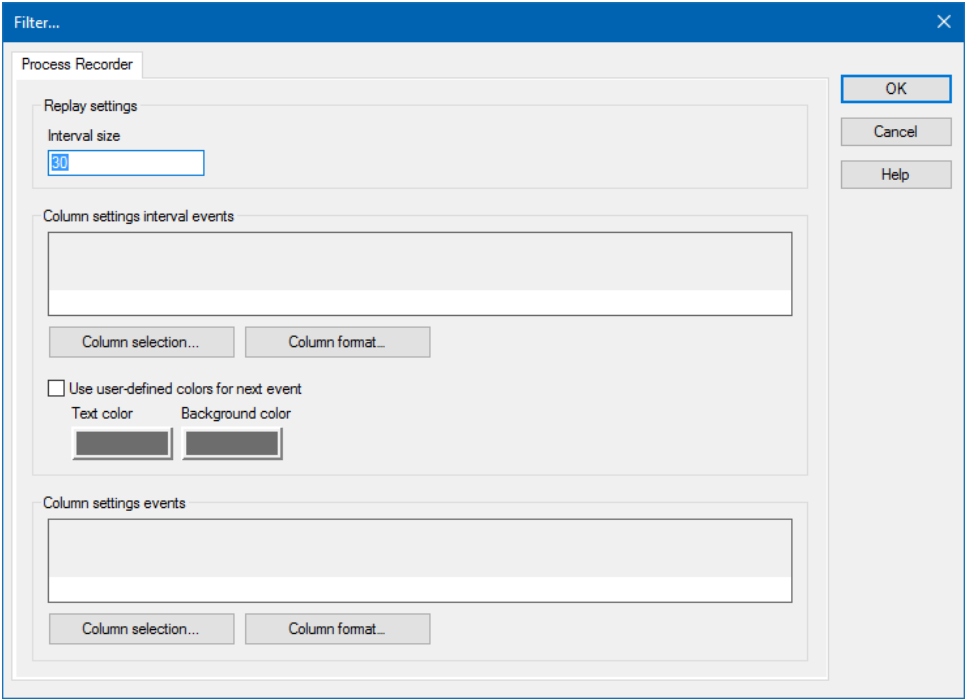 Filter...
Process Recorder
OK
Replay settings
Cancel
Interval size
30
Help
Column settings interval events
Column selection...
Column format...
Use user-defined colors for next event
Text color
Background color
Column settings events
Column selection...
Column format...